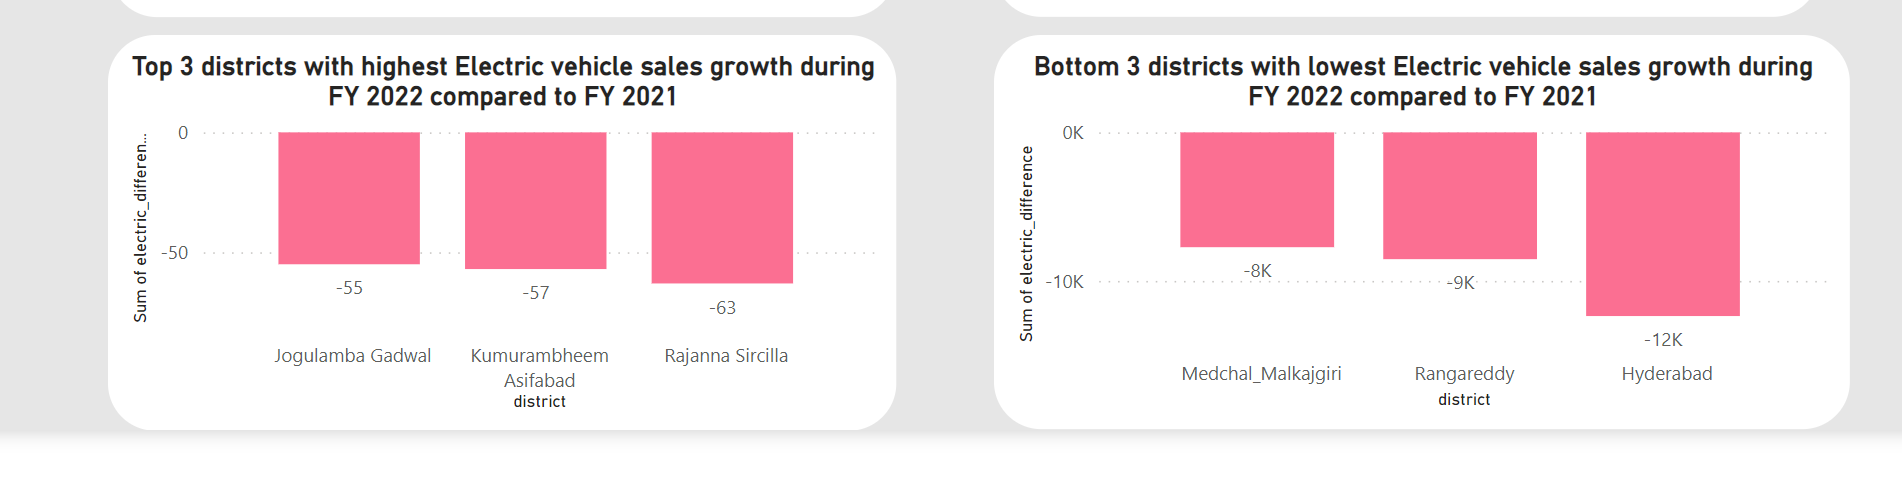 Top 3 districts with highest Electric vehicle sales growth during
FY 2022 compared to FY 2021
Sum of electric_differen...
0
-50
-55
-57
-63
Jogulamba Gadwal
Kumurambheem
Asifabad
Rajanna Sircilla
district
Bottom 3 districts with lowest Electric vehicle sales growth during
FY 2022 compared to FY 2021
Sum of electric_difference
0K
-10K
-8K
-9K
-12K
Medchal_Malkajgiri
Rangareddy
Hyderabad
district